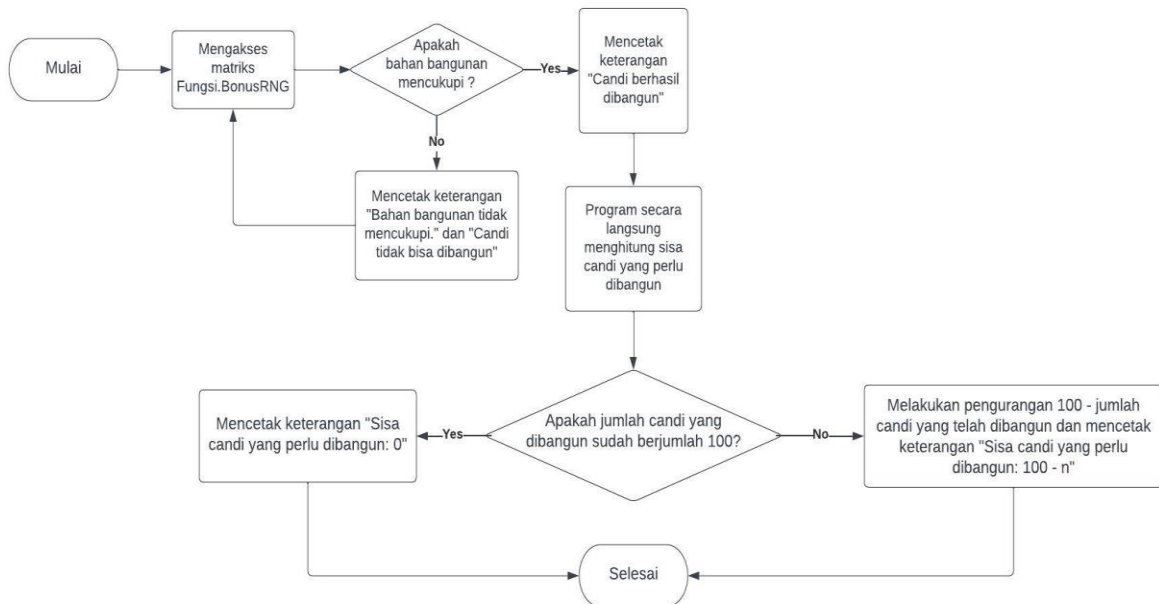 Mulai
Mengakses
matriks
Fungsi.BonusRNG
Apakah
bahan bangunan
mencukupi ?
Yes
Mencetak
keterangan
"Candi berhasil
dibangun"
No
Mencetak keterangan
"Bahan bangunan tidak
mencukupi." dan "Candi
tidak bisa dibangun"
Program secara
langsung
menghitung sisa
candi yang perlu
dibangun
Apakah jumlah candi yang
dibangun sudah berjumlah 100?
Yes
Mencetak keterangan "Sisa
candi yang perlu dibangun: 0"
No
Melakukan pengurangan 100 - jumlah
candi yang telah dibangun dan mencetak
keterangan "Sisa candi yang perlu
dibangun: 100 - n"
Selesai